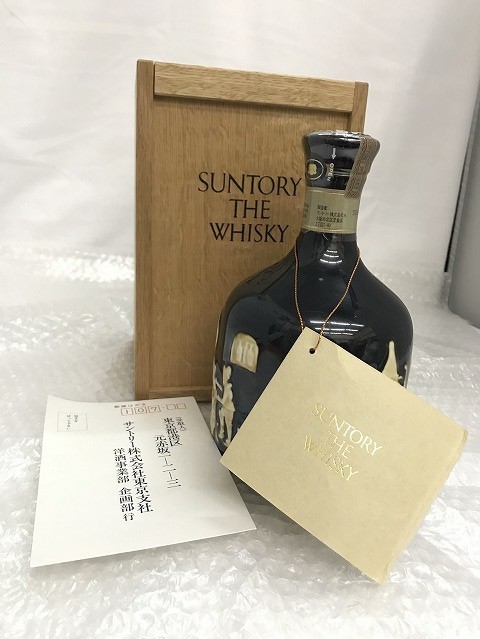 SUNTORY
THE
WHISKY
SUNTORY
THE
WHISKY
107
東京都港区
元赤坂一-二-三
サントリー株式会社東京支社
洋酒事業部 企画部 行